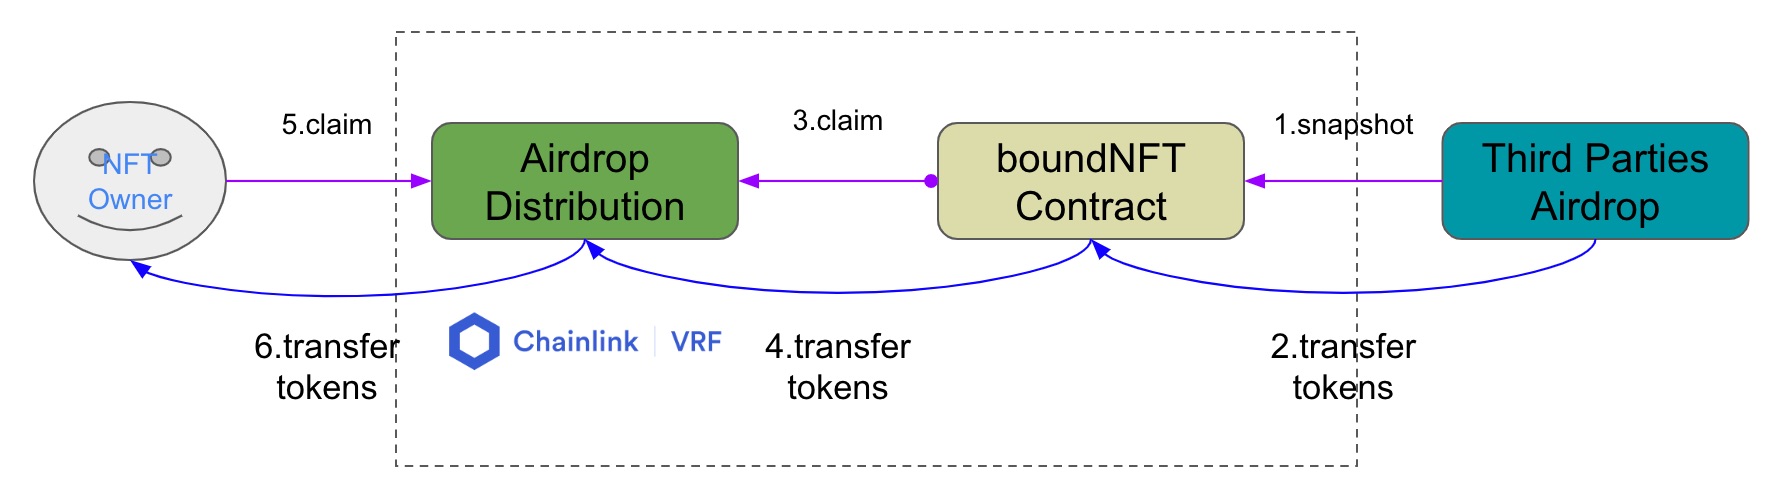 5.claim
3.claim
1.snapshot
NFT
Owner
Airdrop
Distribution
boundNFT
Contract
Third Parties
Airdrop
6.transfer
tokens
Chainlink VRF
4.transfer
tokens
2.transfer
tokens